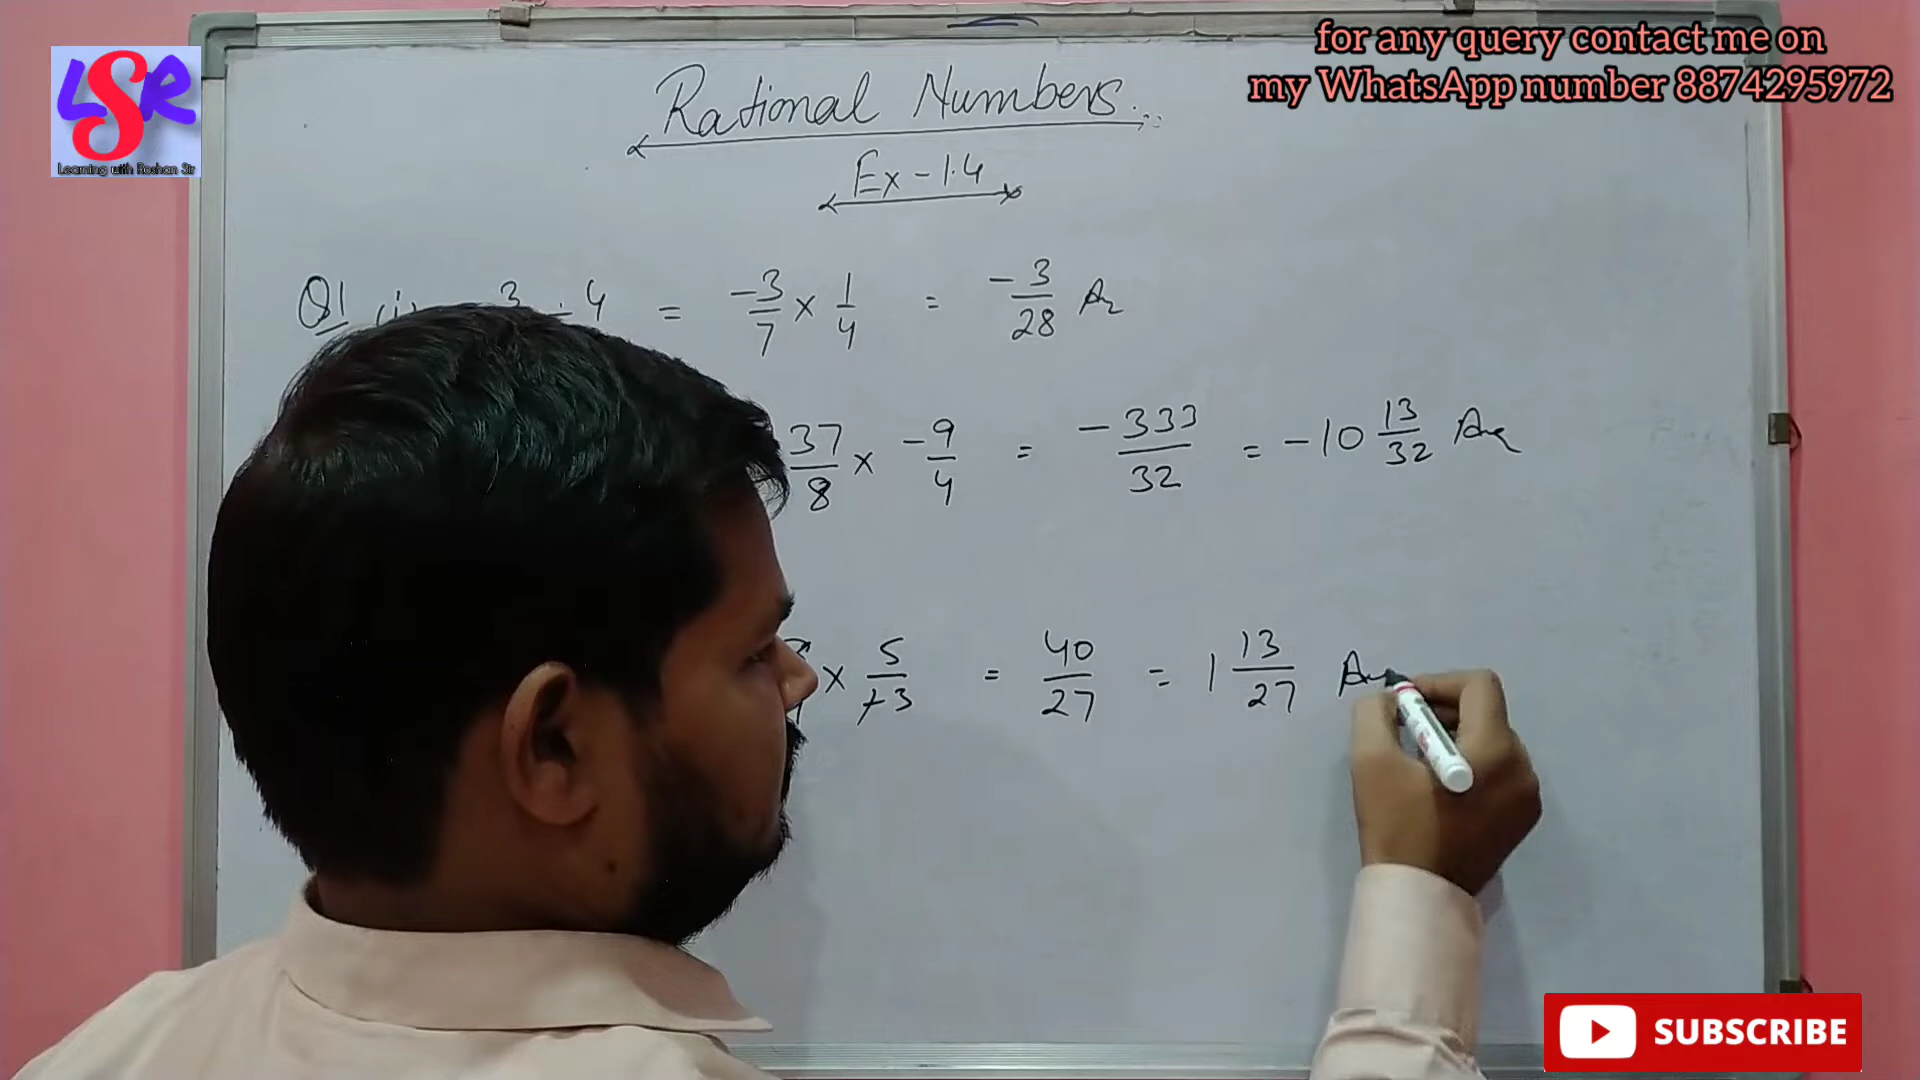 for any query contact me on
my WhatsApp number 8874295972
LSR
Learning with Roshan Sir
Rational Numbers
Ex-1.4
Q1 (i) 3 ÷ 4 = -3/7 × 1/4 = -3/28
37/8 × -9/4 = -333/32 = -10 13/32 Ans
× 5/-3 = 40/27 = 1 13/27
SUBSCRIBE